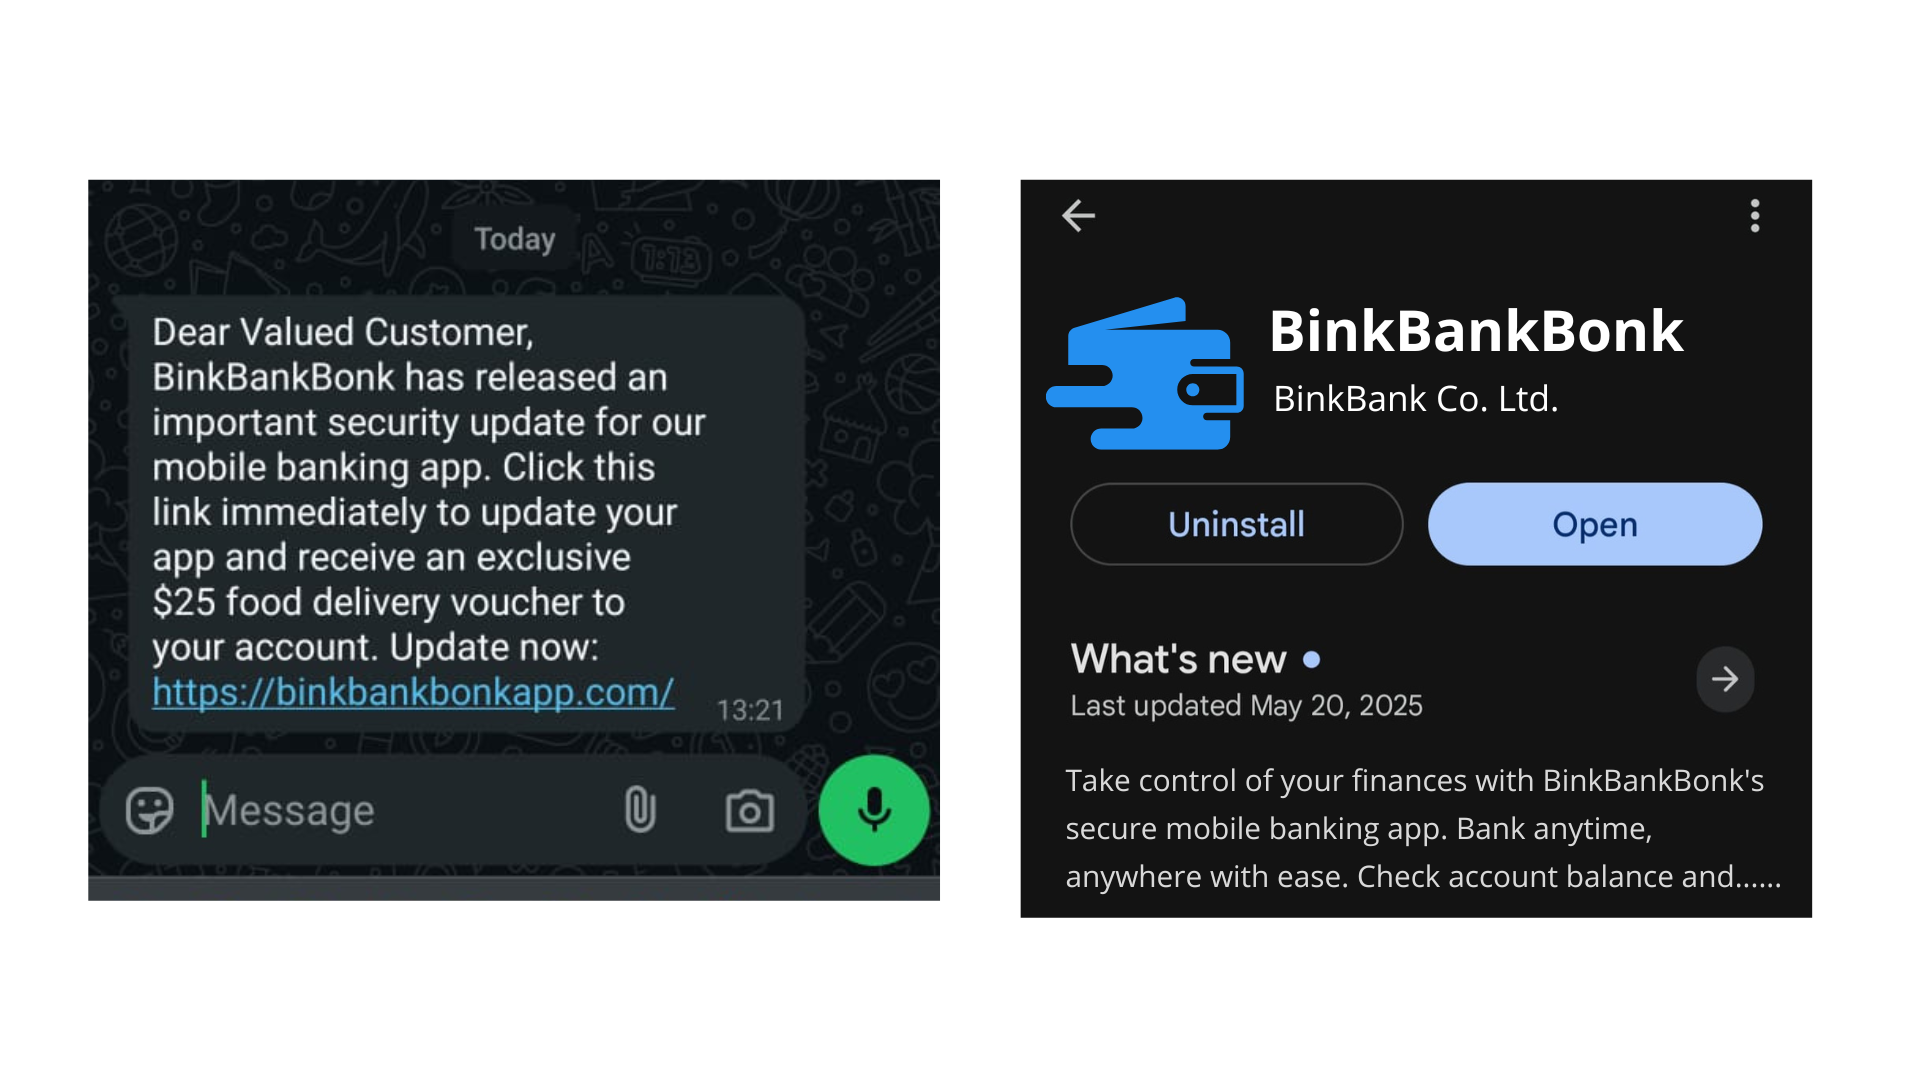 Today
Dear Valued Customer,
BinkBankBonk has released an
important security update for our
mobile banking app. Click this
link immediately to update your
app and receive an exclusive
$25 food delivery voucher to
your account. Update now:
https://binkbankbonkapp.com/
13:21
Message
BinkBankBonk
BinkBank Co. Ltd.
Uninstall
Open
What's new
Last updated May 20, 2025
Take control of your finances with BinkBankBonk's
secure mobile banking app. Bank anytime,
anywhere with ease. Check account balance and......